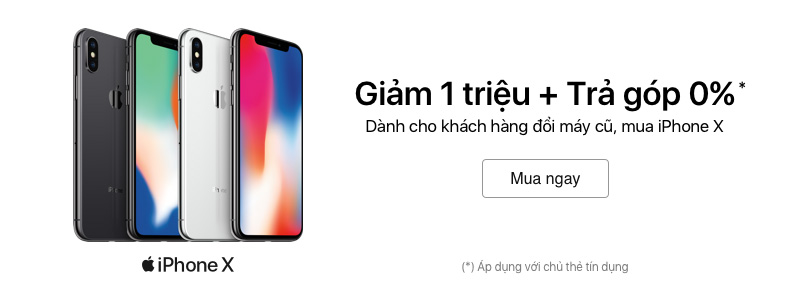 Giảm 1 triệu + Trả góp 0%*
Dành cho khách hàng đổi máy cũ, mua iPhone X
Mua ngay
iPhone X
(*) Áp dụng với chủ thẻ tín dụng